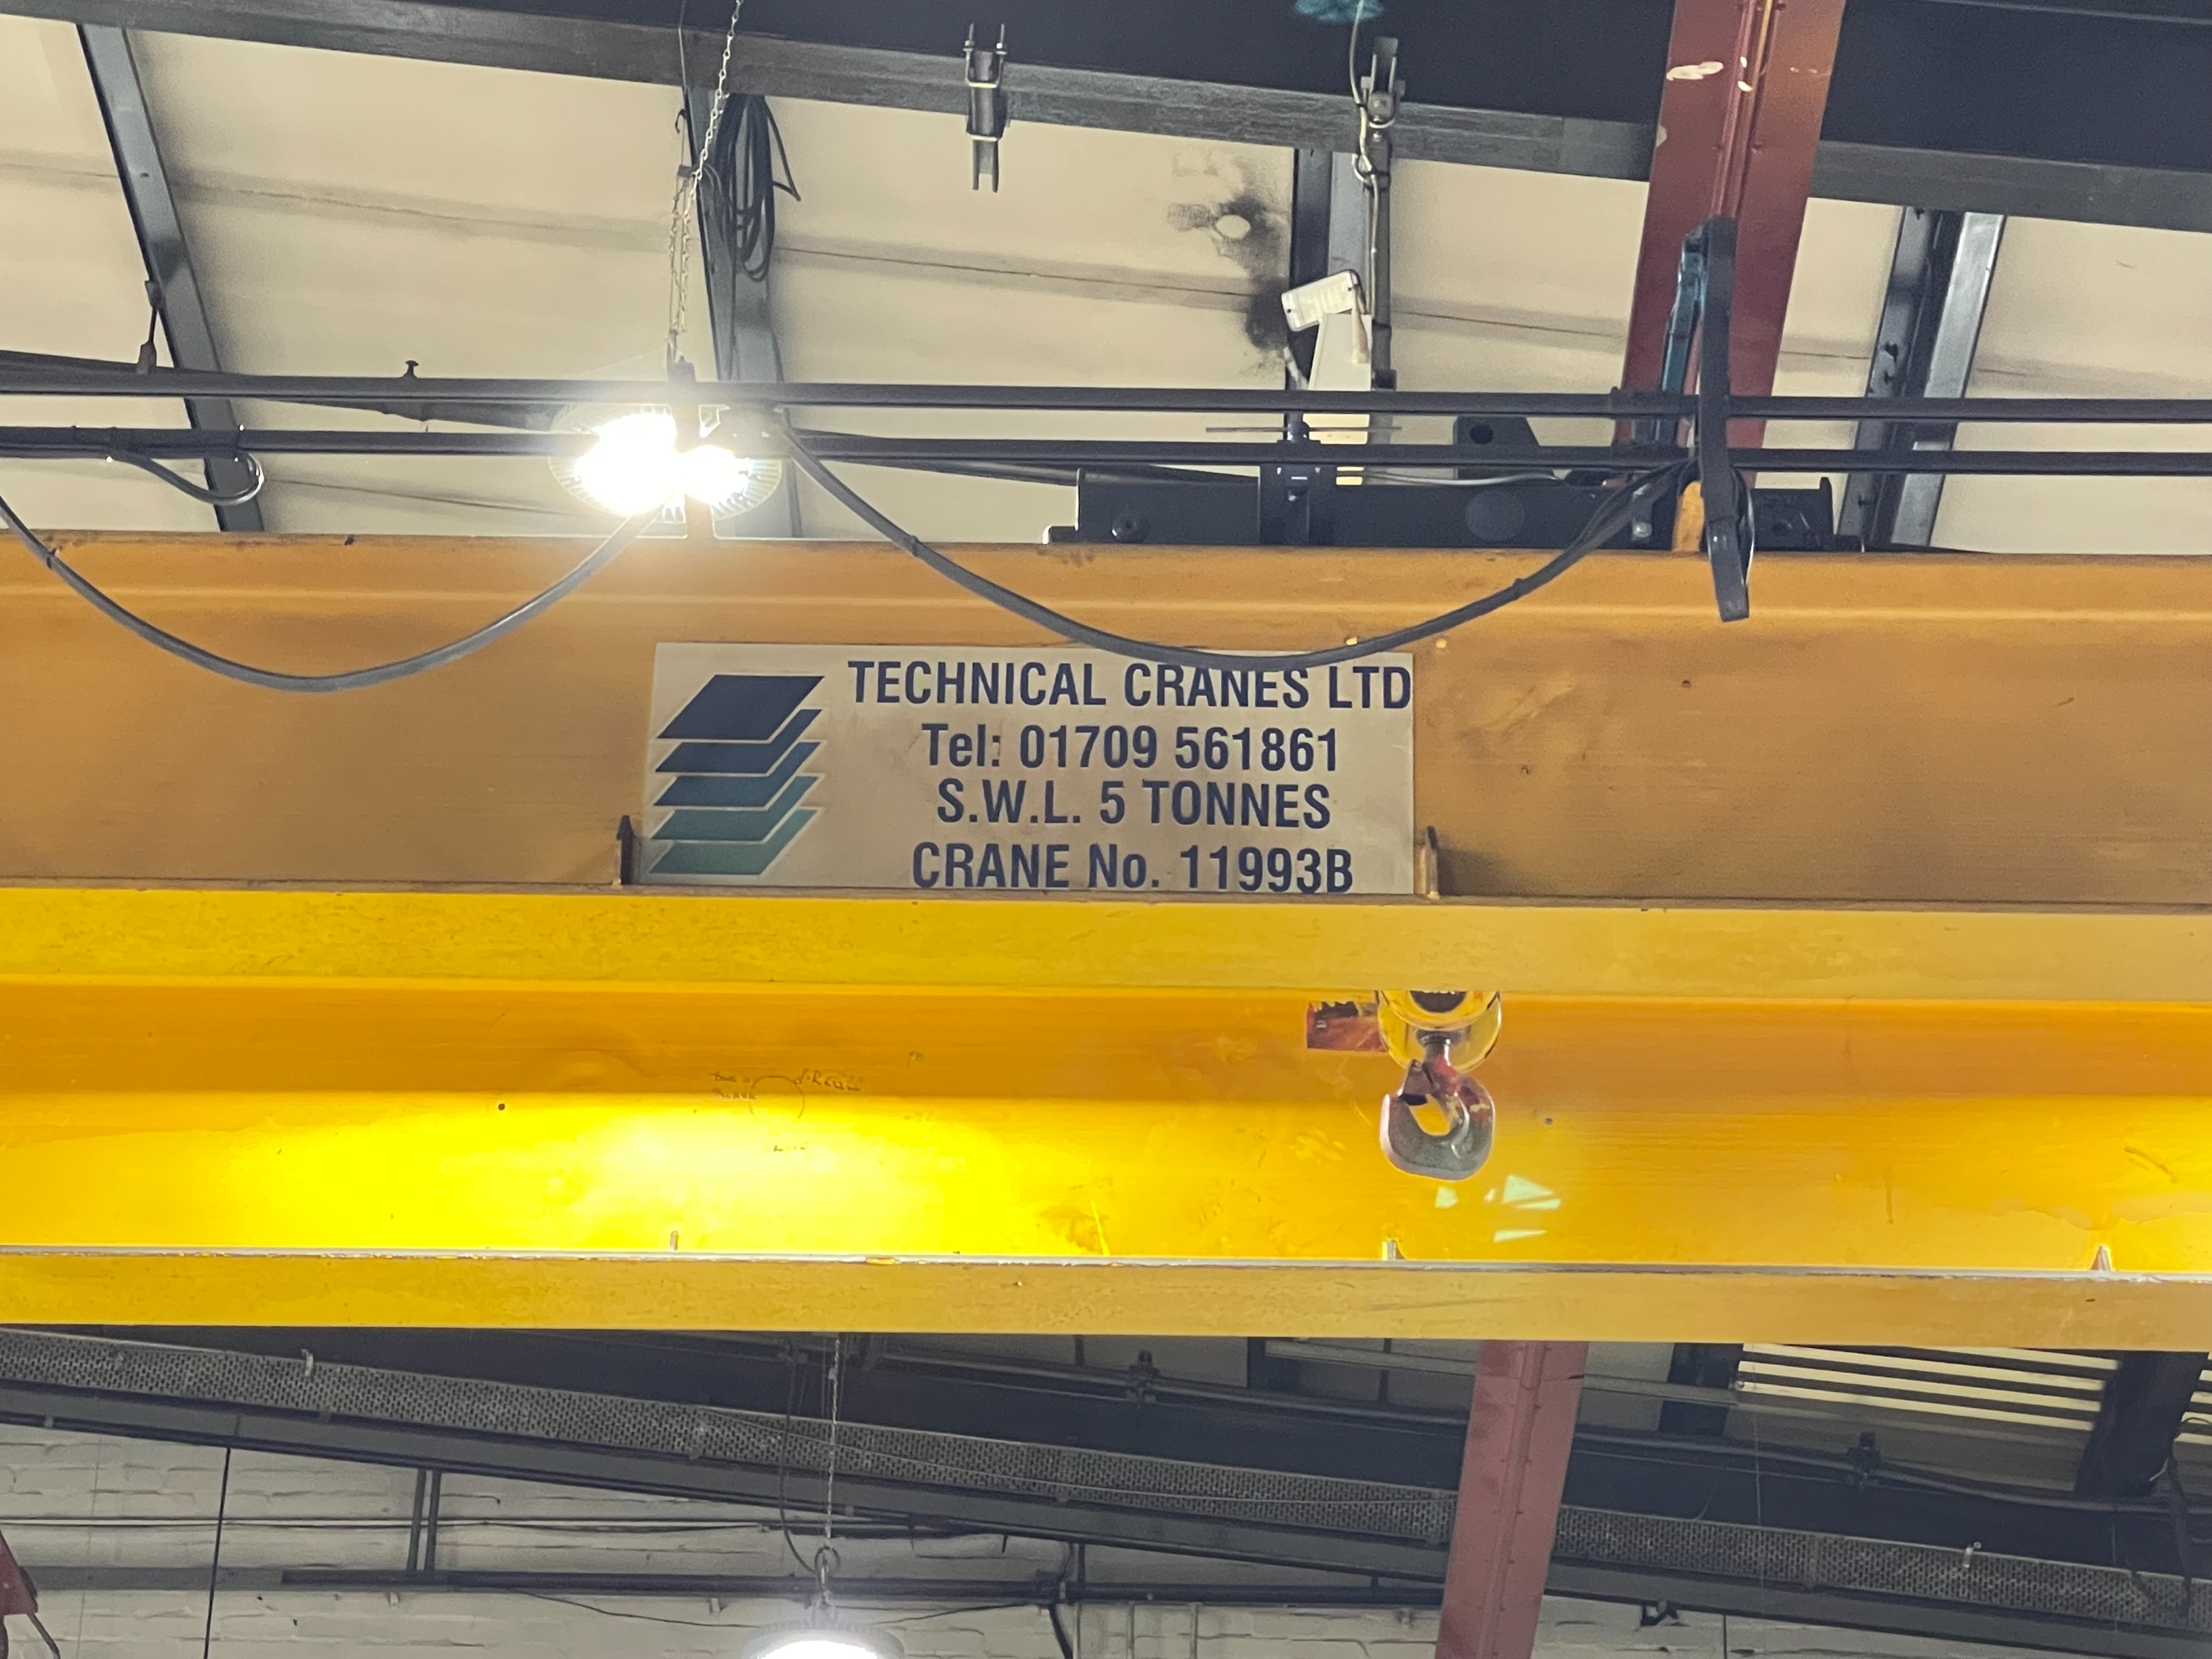 TECHNICAL CRANES LTD
Tel: 01709 561861
S.W.L. 5 TONNES
CRANE No. 11993B